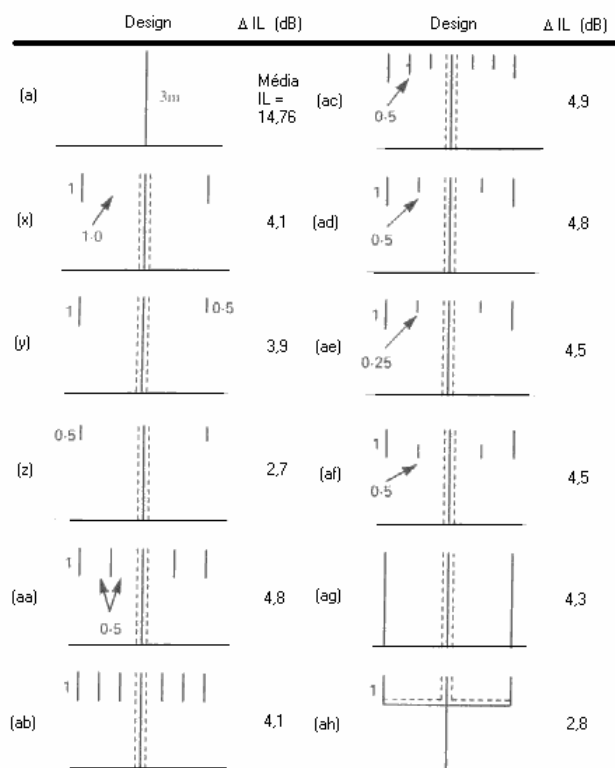 Design Δ IL (dB) Design Δ IL (dB)
(a) 3m Média IL = 14,76
(x) 1 1·0 4,1
(y) 1 0·5 3,9
(z) 0·5 2,7
(aa) 1 0·5 4,8
(ab) 1 4,1
(ac) 0·5 4,9
(ad) 1 0·5 4,8
(ae) 1 0·25 4,5
(af) 1 0·5 4,5
(ag) 4,3
(ah) 1 2,8